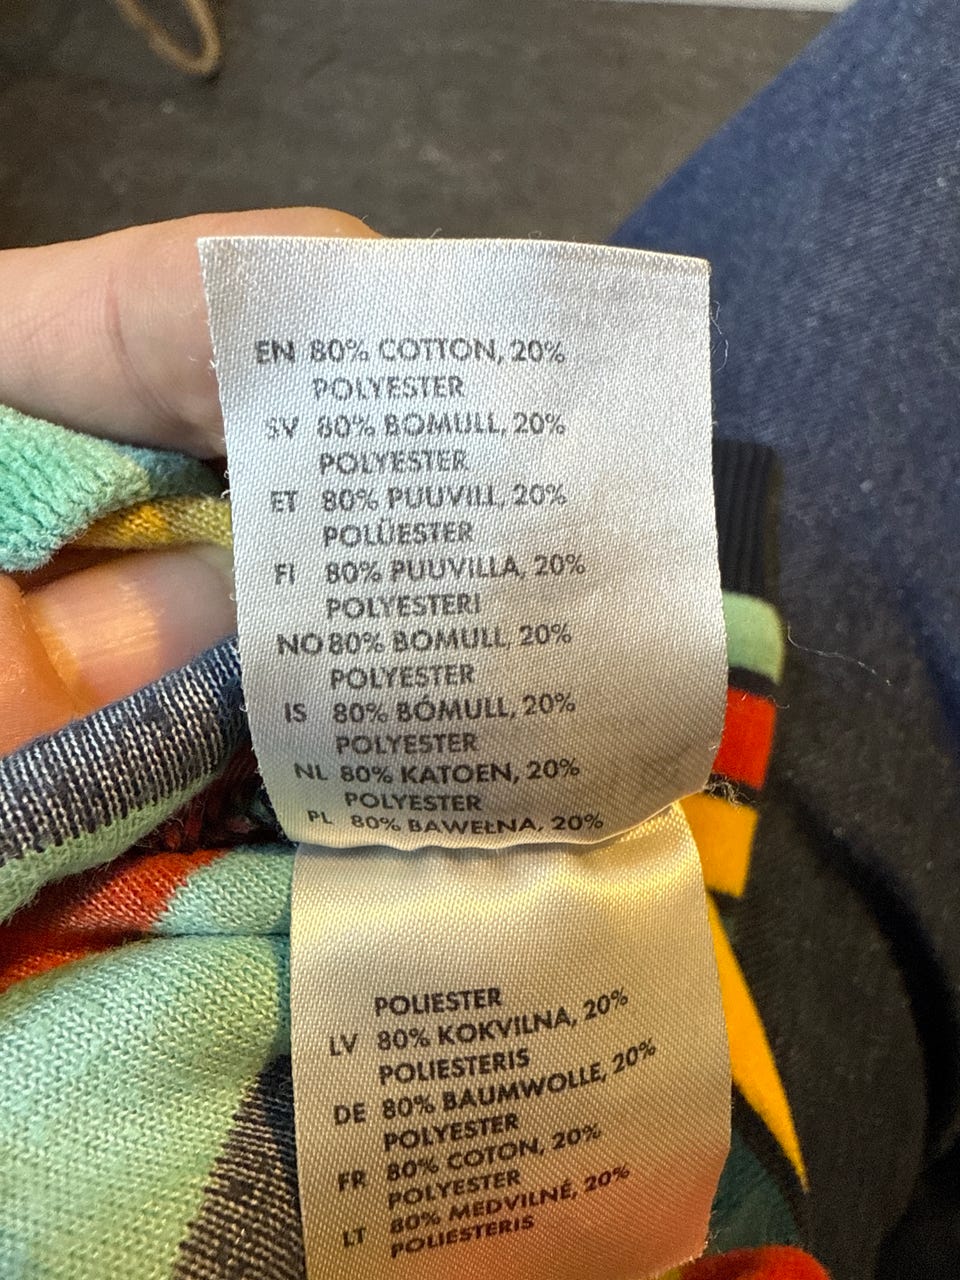 EN 80% COTTON, 20%
POLYESTER
SV 80% BOMULL, 20%
POLYESTER
ET 80% PUUVILL, 20%
POLÜESTER
FI 80% PUUVILLA, 20%
POLYESTERI
NO 80% BOMULL, 20%
POLYESTER
IS 80% BÓMULL, 20%
POLYESTER
NL 80% KATOEN, 20%
POLYESTER
PL 80% BAWEŁNA, 20%
POLIESTER
LV 80% KOKVILNA, 20%
POLIESTERIS
DE 80% BAUMWOLLE, 20%
POLYESTER
FR 80% COTON, 20%
POLYESTER
LT 80% MEDVILNĖ, 20%
POLIESTERIS